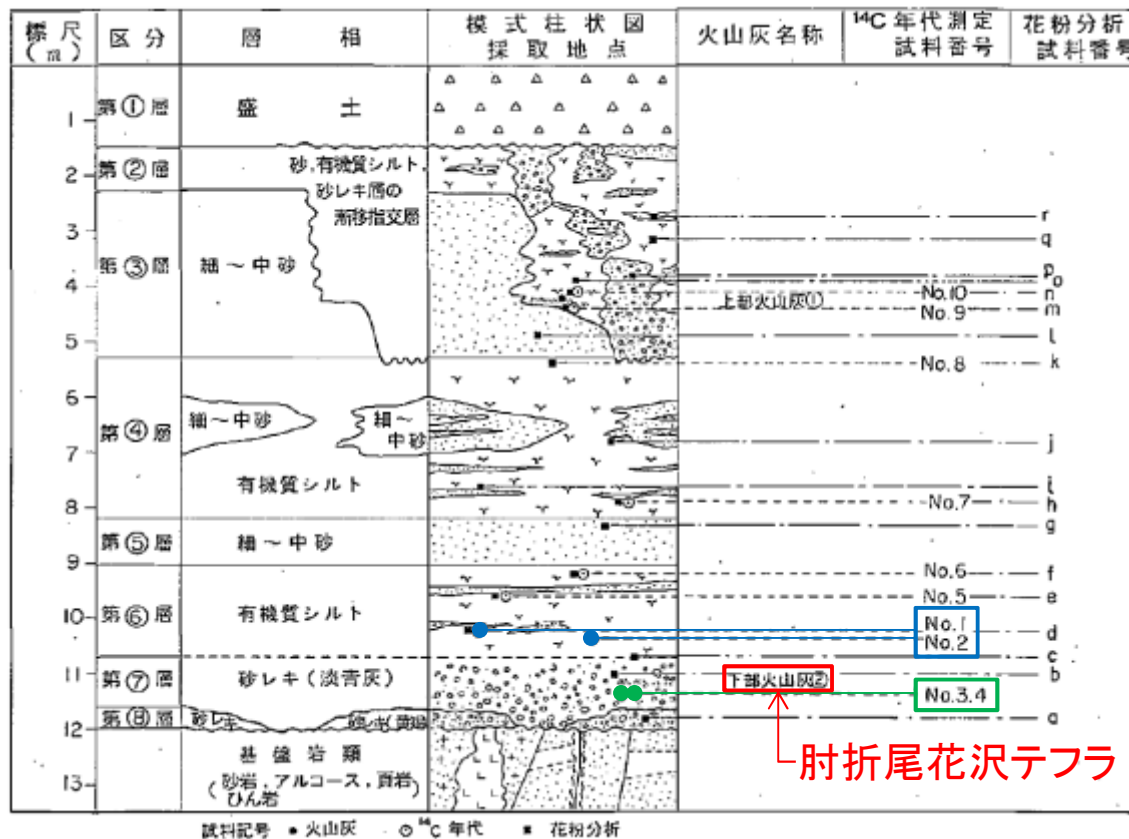 標尺(m) 区分 層相 模式柱状図 採取地点 火山灰名称 ¹⁴C年代測定試料番号 花粉分析試料番号
第①層 盛土
1
第②層 砂,有機質シルト,
2
砂レキ層の
漸移指交層
r
3
q
第③層 細〜中砂
p
o
4
上部火山灰① No.10 n
No.9 m
5
l
No.8 k
6
細〜中砂 細〜中砂
第④層
j
7
有機質シルト
i
No.7 h
8
g
第⑤層 細〜中砂
9
No.6 f
No.5 e
10 第⑥層 有機質シルト
No.1 d
No.2
c
11 第⑦層 砂レキ(淡青灰) 下部火山灰② b
No.3.4
第⑧層 砂レキ a
12
基盤岩類
(砂岩,アルコース,頁岩
ひん岩)
13
肘折尾花沢テフラ
試料記号 火山灰 ¹⁴C年代 花粉分析